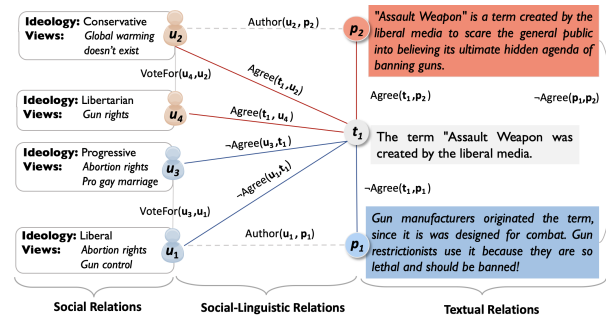 Ideology: Conservative
Views: Global warming
doesn't exist
u2
Author(u2, p2)
p2
"Assault Weapon" is a term created by the
liberal media to scare the general public
into believing its ultimate hidden agenda of
banning guns.
VoteFor(u4,u2)
Agree(t1,u2)
Agree(t1,p2)
¬Agree(p1,p2)
Ideology: Libertarian
Views: Gun rights
u4
Agree(t1, u4)
t1
The term "Assault Weapon was
created by the liberal media.
Ideology: Progressive
Views: Abortion rights
Pro gay marriage
u3
¬Agree(u3,t1)
¬Agree(u1,t1)
¬Agree(t1,p1)
VoteFor(u3,u1)
Ideology: Liberal
Views: Abortion rights
Gun control
u1
Author(u1, p1)
p1
Gun manufacturers originated the term,
since it is was designed for combat. Gun
restrictionists use it because they are so
lethal and should be banned!
Social Relations
Social-Linguistic Relations
Textual Relations